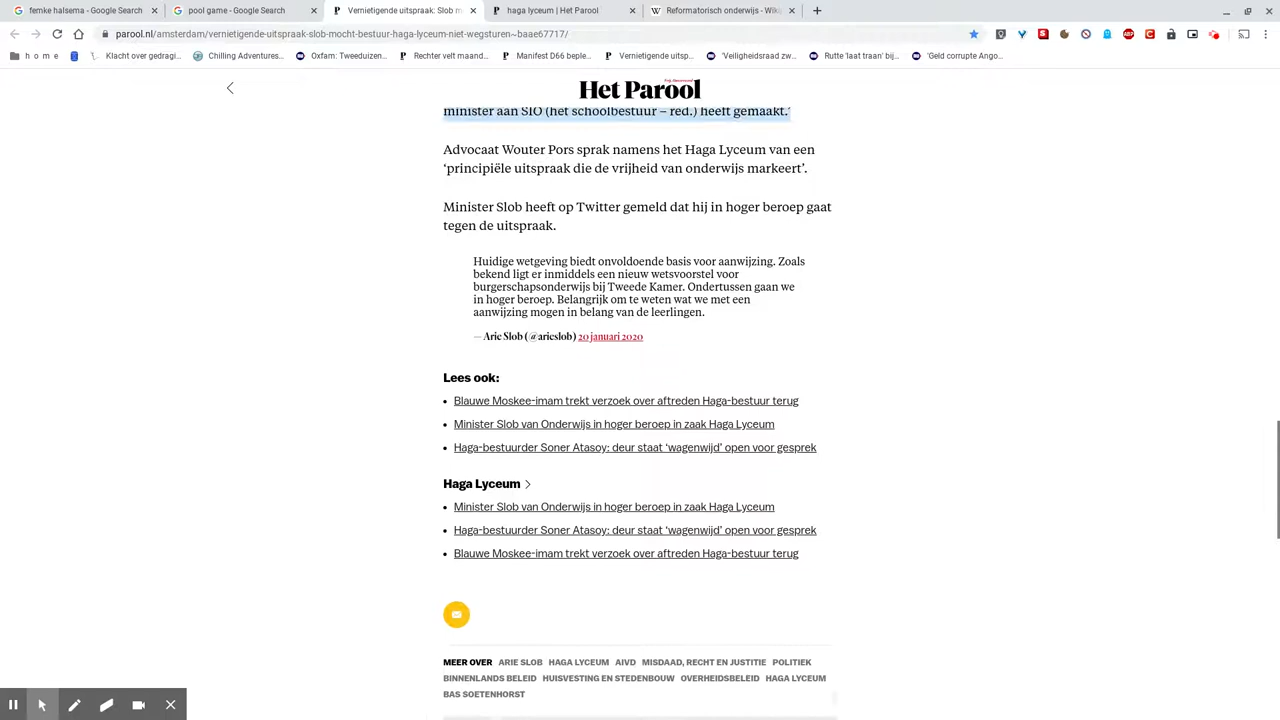 femke halsema - Google Search
pool game - Google Search
Vernietigende uitspraak: Slob m
haga lyceum | Het Parool
Reformatorisch onderwijs - Wiki
parool.nl/amsterdam/vernietigende-uitspraak-slob-mocht-bestuur-haga-lyceum-niet-wegsturen~baae67717/
h o m e
Klacht over gedragi...
Chilling Adventures...
Oxfam: Tweeduizen...
Rechter velt maand...
Manifest D66 beple...
Vernietigende uitsp...
'Veiligheidsraad zw...
Rutte 'laat traan' bij...
'Geld corrupte Ango...
Het Parool
minister aan SIO (het schoolbestuur – red.) heeft gemaakt.’
Advocaat Wouter Pors sprak namens het Haga Lyceum van een
‘principiële uitspraak die de vrijheid van onderwijs markeert’.
Minister Slob heeft op Twitter gemeld dat hij in hoger beroep gaat
tegen de uitspraak.
Huidige wetgeving biedt onvoldoende basis voor aanwijzing. Zoals
bekend ligt er inmiddels een nieuw wetsvoorstel voor
burgerschapsonderwijs bij Tweede Kamer. Ondertussen gaan we
in hoger beroep. Belangrijk om te weten wat we met een
aanwijzing mogen in belang van de leerlingen.
— Arie Slob (@arieslob) 20 januari 2020
Lees ook:
• Blauwe Moskee-imam trekt verzoek over aftreden Haga-bestuur terug
• Minister Slob van Onderwijs in hoger beroep in zaak Haga Lyceum
• Haga-bestuurder Soner Atasoy: deur staat ‘wagenwijd’ open voor gesprek
Haga Lyceum >
• Minister Slob van Onderwijs in hoger beroep in zaak Haga Lyceum
• Haga-bestuurder Soner Atasoy: deur staat ‘wagenwijd’ open voor gesprek
• Blauwe Moskee-imam trekt verzoek over aftreden Haga-bestuur terug
MEER OVER ARIE SLOB HAGA LYCEUM AIVD MISDAAD, RECHT EN JUSTITIE POLITIEK
BINNENLANDS BELEID HUISVESTING EN STEDENBOUW OVERHEIDSBELEID HAGA LYCEUM
BAS SOETENHORST